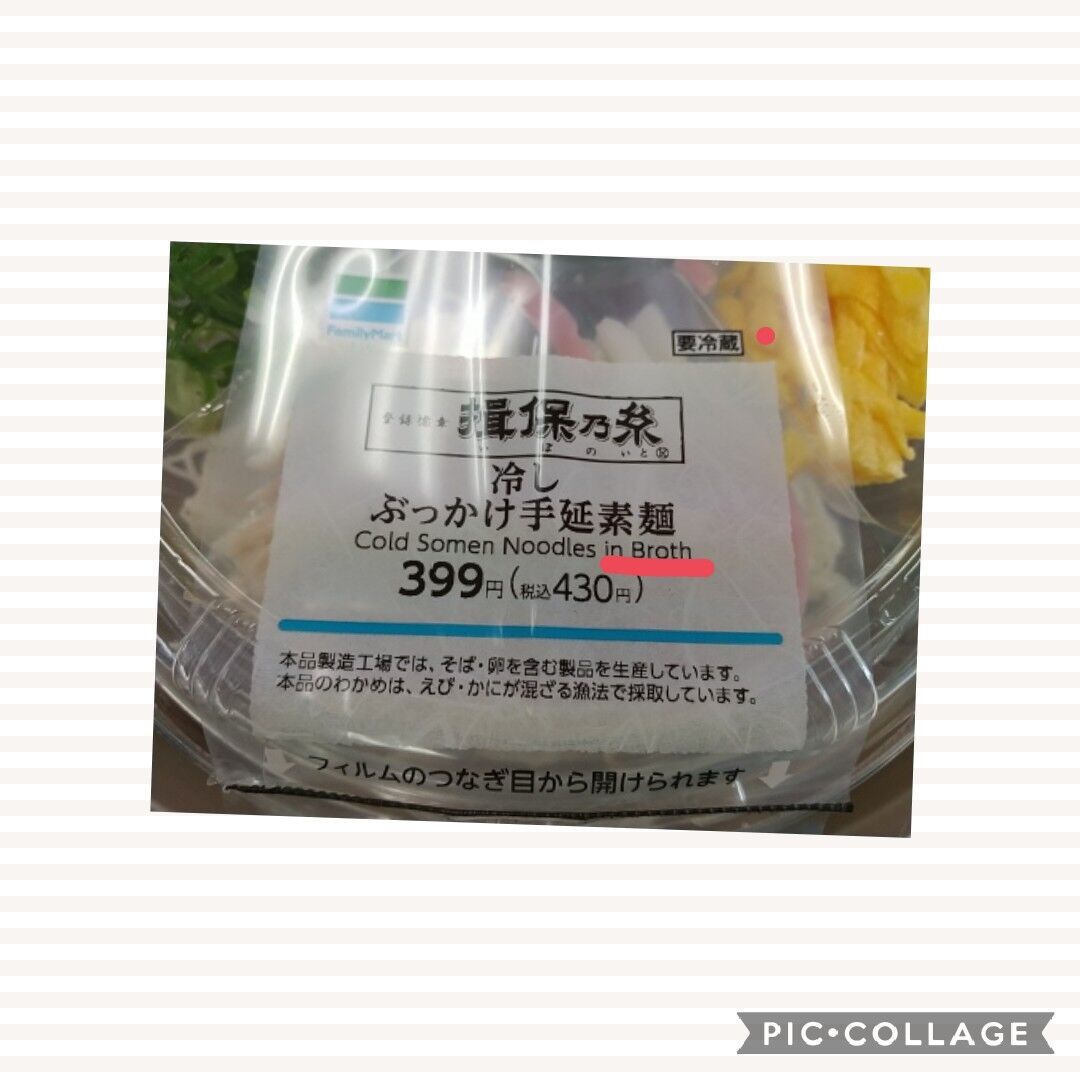 FamilyMart
要冷蔵
登録検査 揖保乃糸
いぼのいと
冷し
ぶっかけ手延素麺
Cold Somen Noodles in Broth
399円(税込430円)
本品製造工場では、そば・卵を含む製品を生産しています。
本品のわかめは、えび・かにが混ざる漁法で採取しています。
フィルムのつなぎ目から開けられます
PIC•COLLAGE